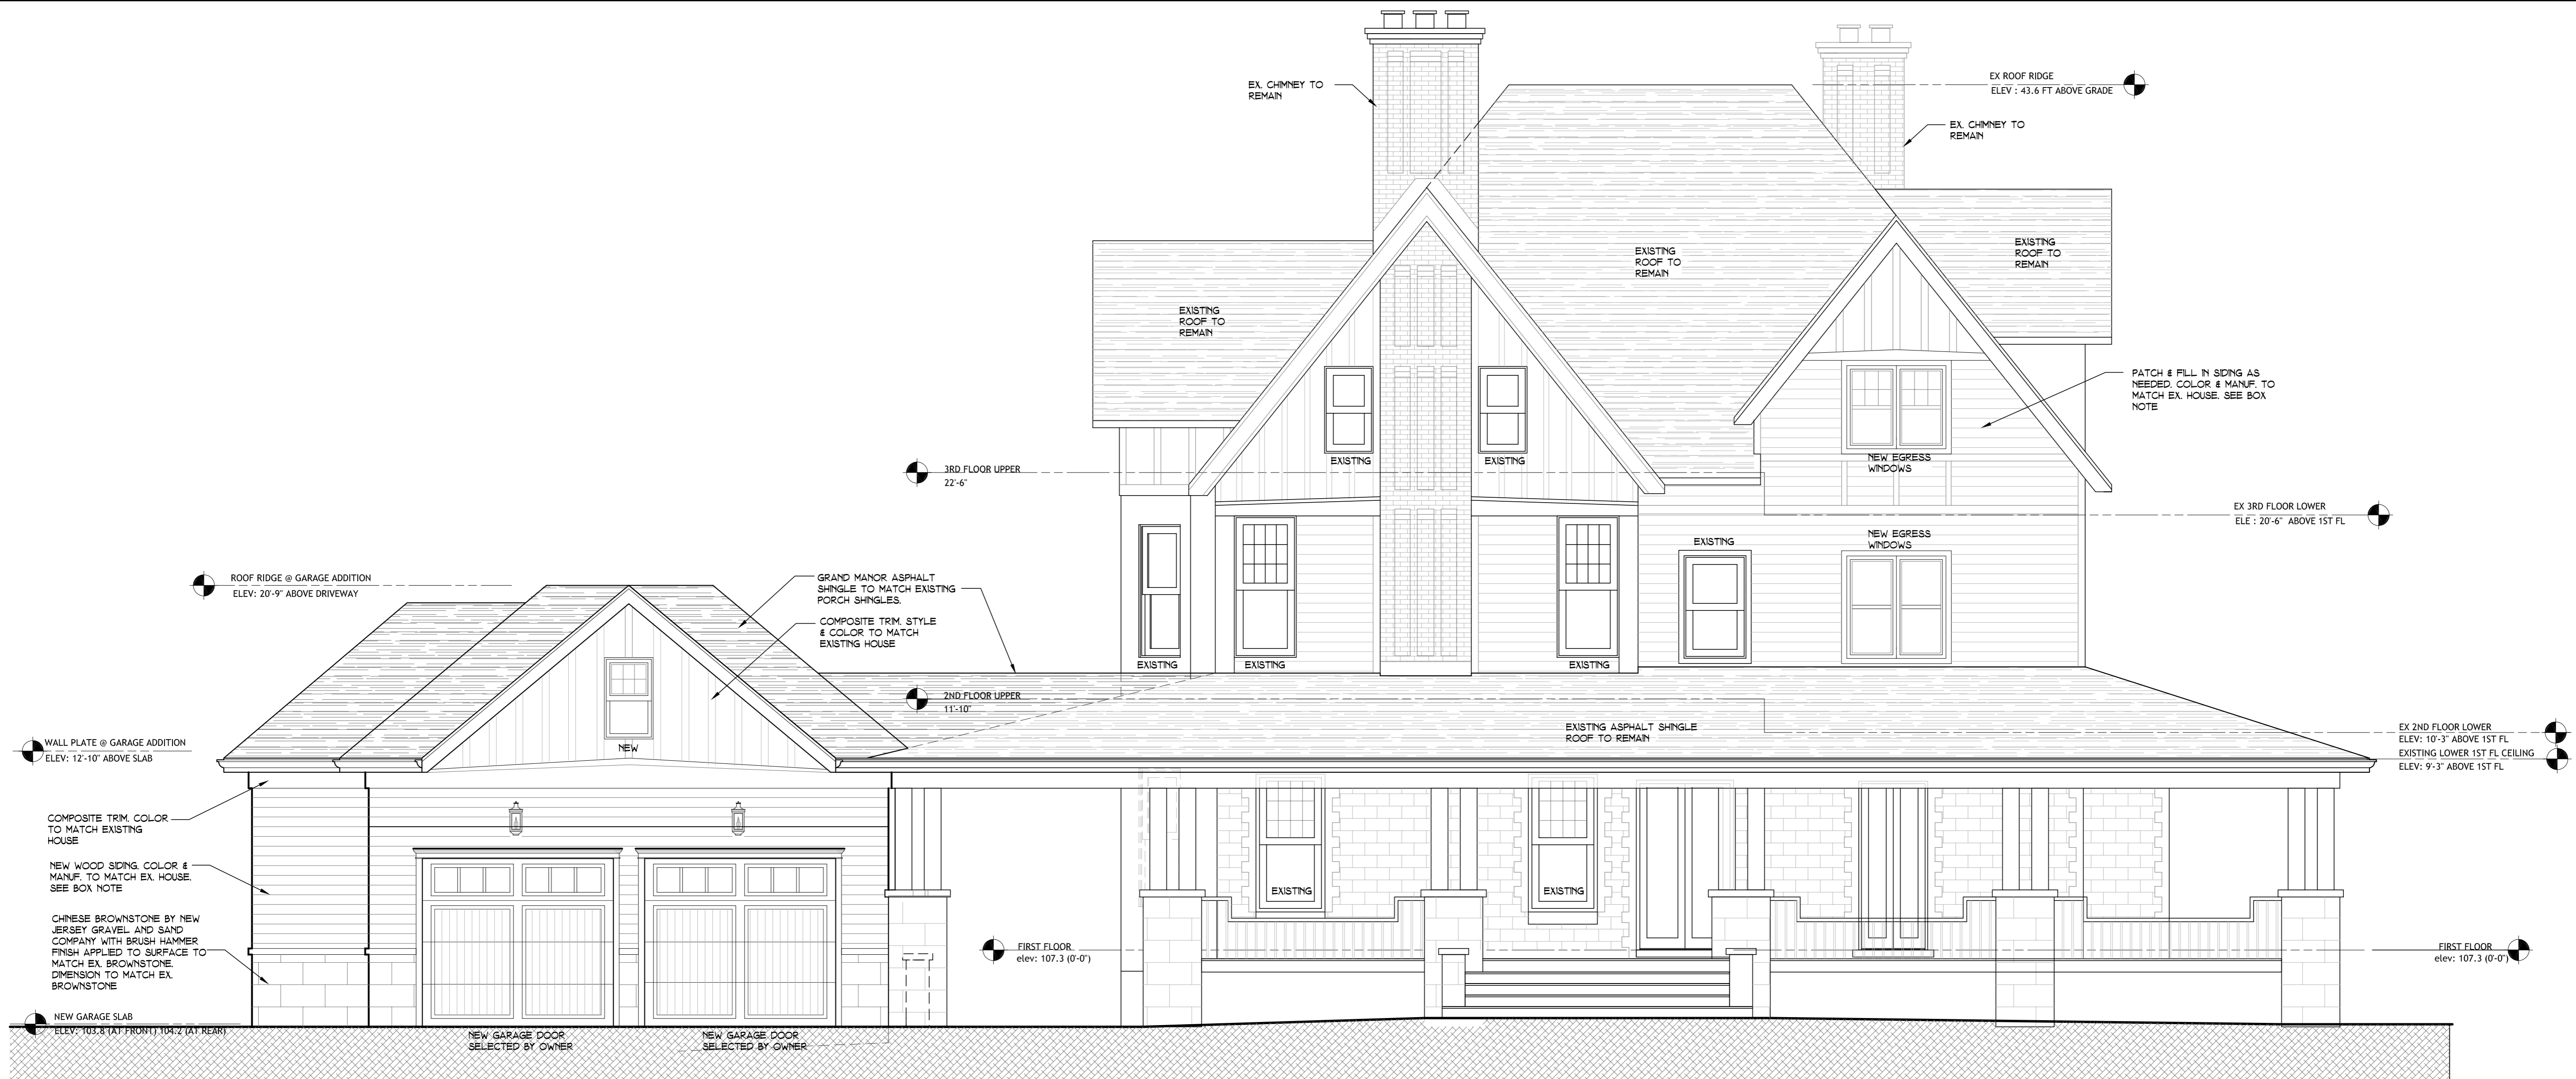 EX. CHIMNEY TO
REMAIN
EX ROOF RIDGE
ELEV : 43.6 FT ABOVE GRADE
EX. CHIMNEY TO
REMAIN
EXISTING
ROOF TO
REMAIN
EXISTING
ROOF TO
REMAIN
EXISTING
ROOF TO
REMAIN
PATCH & FILL IN SIDING AS
NEEDED. COLOR & MANUF. TO
MATCH EX. HOUSE. SEE BOX
NOTE
EXISTING
EXISTING
NEW EGRESS
WINDOWS
3RD FLOOR UPPER
22'-6"
EX 3RD FLOOR LOWER
ELE : 20'-6" ABOVE 1ST FL
EXISTING
NEW EGRESS
WINDOWS
ROOF RIDGE @ GARAGE ADDITION
ELEV: 20'-9" ABOVE DRIVEWAY
GRAND MANOR ASPHALT
SHINGLE TO MATCH EXISTING
PORCH SHINGLES.
COMPOSITE TRIM. STYLE
& COLOR TO MATCH
EXISTING HOUSE
EXISTING
EXISTING
EXISTING
2ND FLOOR UPPER
11'-10"
EXISTING ASPHALT SHINGLE
ROOF TO REMAIN
EX 2ND FLOOR LOWER
ELEV: 10'-3" ABOVE 1ST FL
EXISTING LOWER 1ST FL CEILING
ELEV: 9'-3" ABOVE 1ST FL
WALL PLATE @ GARAGE ADDITION
ELEV: 12'-10" ABOVE SLAB
NEW
COMPOSITE TRIM. COLOR
TO MATCH EXISTING
HOUSE
NEW WOOD SIDING. COLOR &
MANUF. TO MATCH EX. HOUSE.
SEE BOX NOTE
EXISTING
EXISTING
CHINESE BROWNSTONE BY NEW
JERSEY GRAVEL AND SAND
COMPANY WITH BRUSH HAMMER
FINISH APPLIED TO SURFACE TO
MATCH EX. BROWNSTONE.
DIMENSION TO MATCH EX.
BROWNSTONE
FIRST FLOOR
elev: 107.3 (0'-0")
FIRST FLOOR
elev: 107.3 (0'-0")
NEW GARAGE SLAB
ELEV: 103.8 (AT FRONT) 104.2 (AT REAR)
NEW GARAGE DOOR
SELECTED BY OWNER
NEW GARAGE DOOR
SELECTED BY OWNER